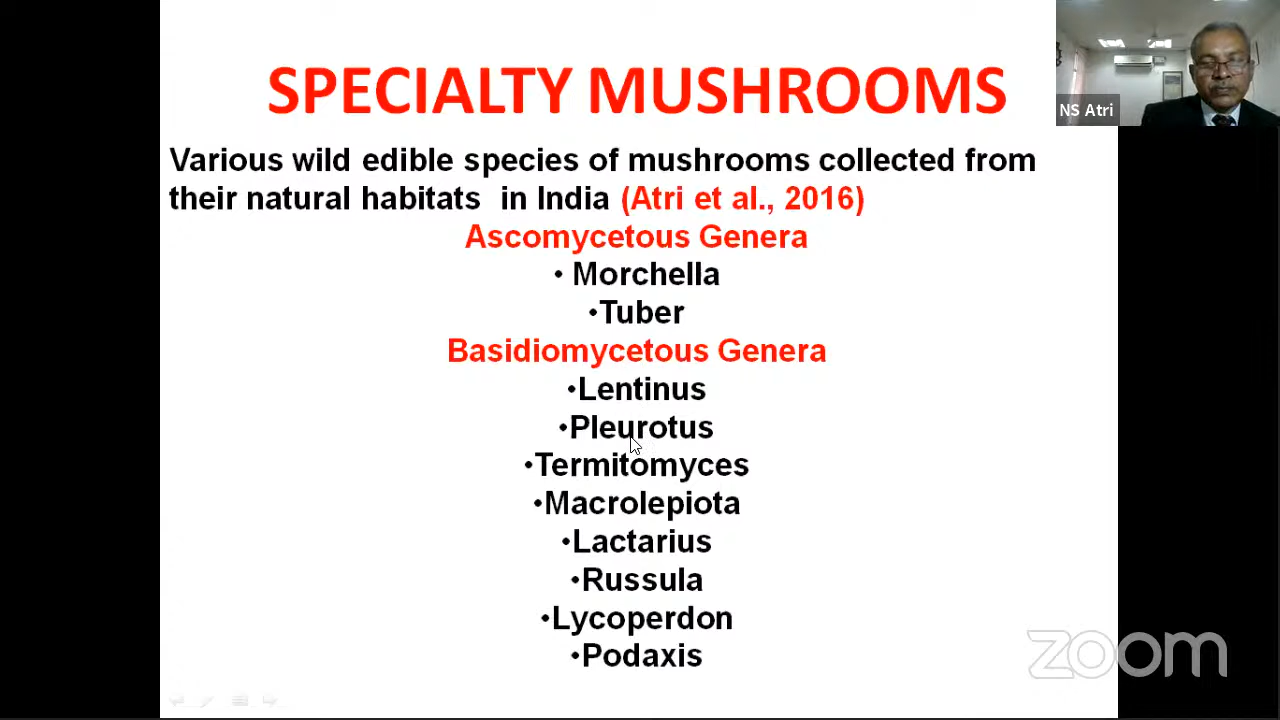 SPECIALTY MUSHROOMS
NS Atri
Various wild edible species of mushrooms collected from
their natural habitats in India (Atri et al., 2016)
Ascomycetous Genera
• Morchella
•Tuber
Basidiomycetous Genera
•Lentinus
•Pleurotus
•Termitomyces
•Macrolepiota
•Lactarius
•Russula
•Lycoperdon
•Podaxis
zoom